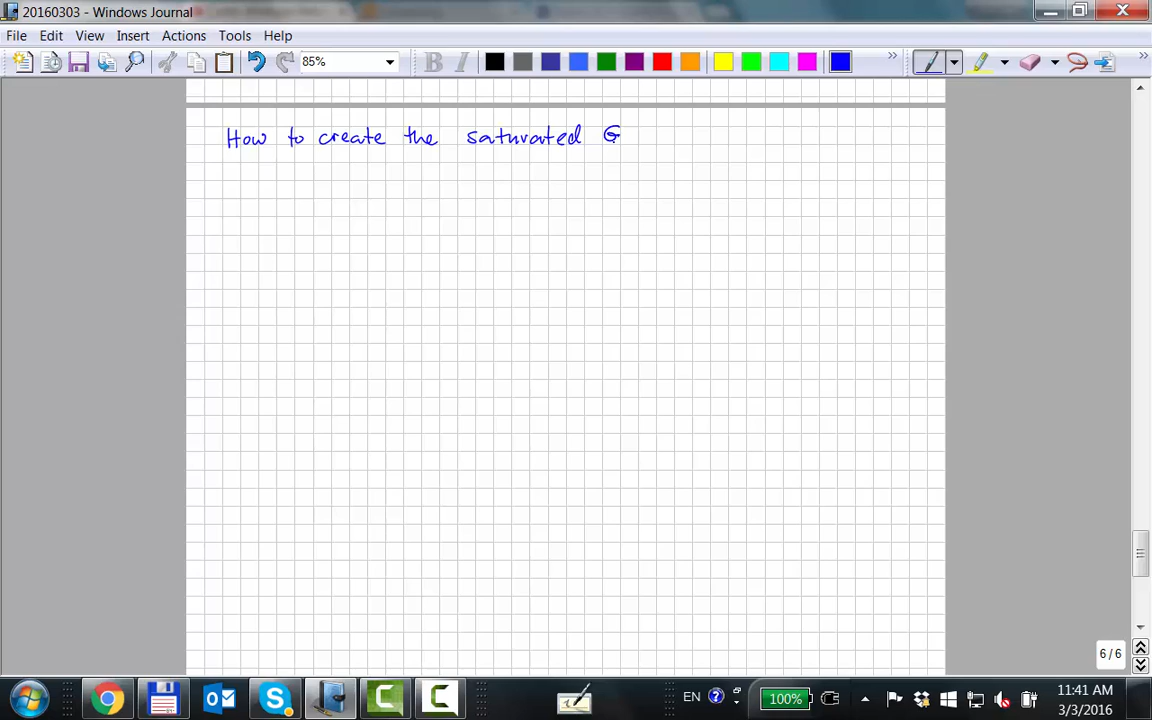 20160303 - Windows Journal
File Edit View Insert Actions Tools Help
85%
B I
How to create the saturated G
6 / 6
EN
100%
11:41 AM
3/3/2016